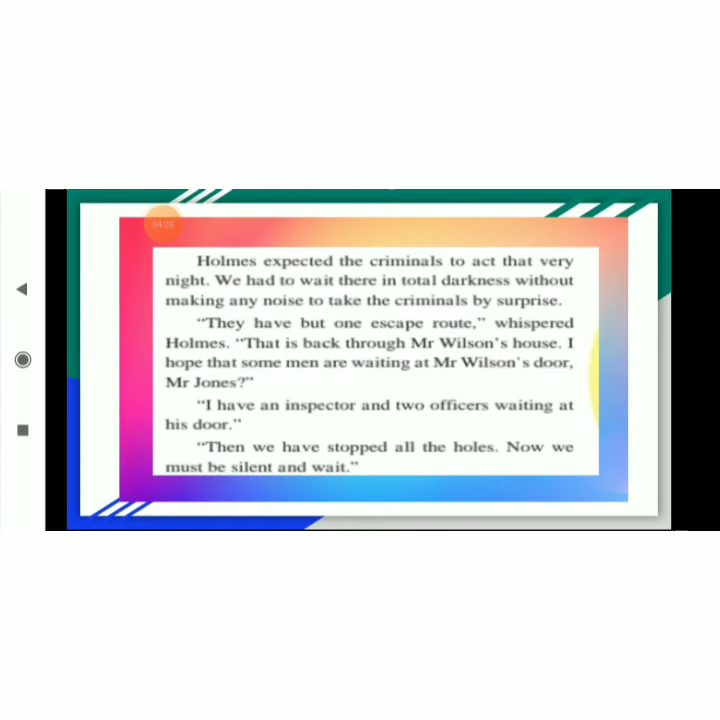 04:25
Holmes expected the criminals to act that very
night. We had to wait there in total darkness without
making any noise to take the criminals by surprise.
“They have but one escape route,” whispered
Holmes. “That is back through Mr Wilson’s house. I
hope that some men are waiting at Mr Wilson’s door,
Mr Jones?”
“I have an inspector and two officers waiting at
his door.”
“Then we have stopped all the holes. Now we
must be silent and wait.”